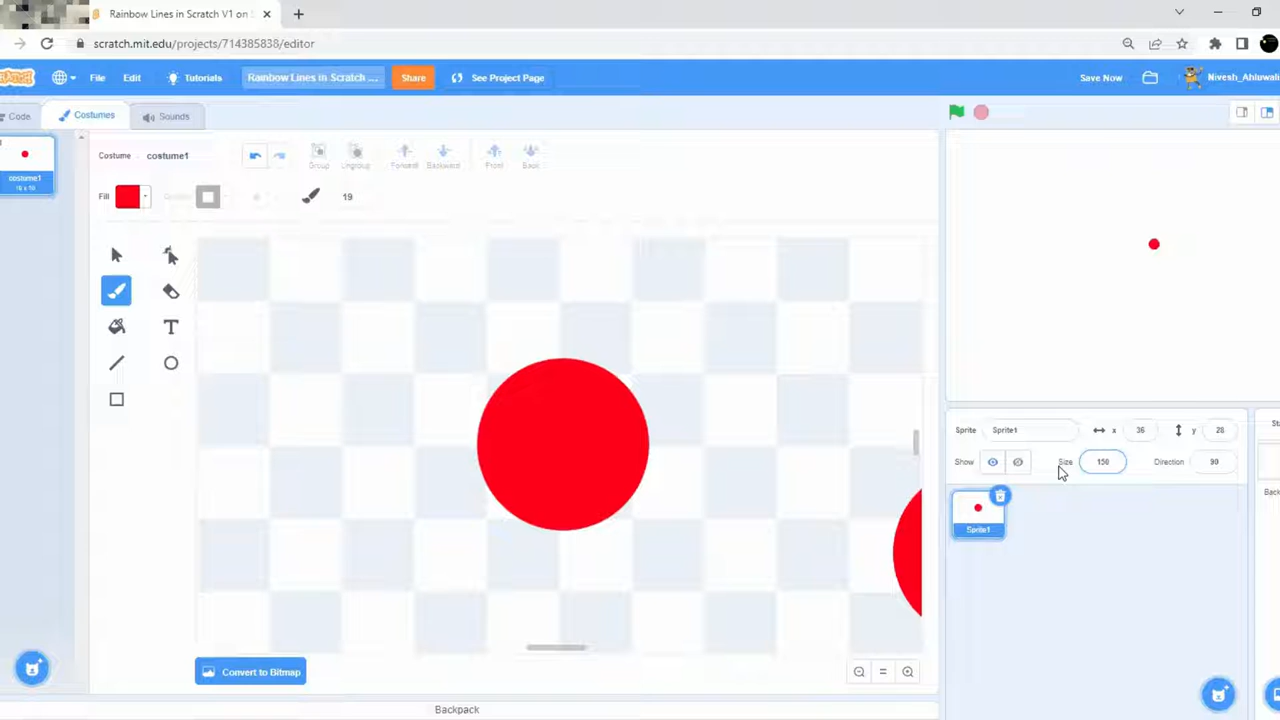 Rainbow Lines in Scratch V1 on S
scratch.mit.edu/projects/714385838/editor
File Edit Tutorials Rainbow Lines in Scratch ... Share See Project Page Save Now Nivesh_Ahluwali
Code Costumes Sounds
Costume costume1 Group Ungroup Forward Backward Front Back
costume1
16 x 16
Fill 19
Sprite Sprite1 x 36 y 28
Show Size 150 Direction 90
Sprite1
Convert to Bitmap
Backpack